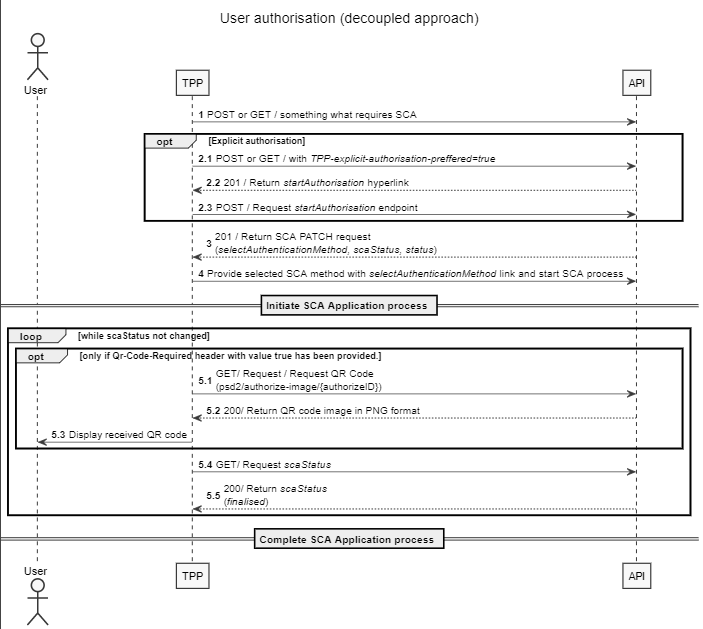 User authorisation (decoupled approach)
User
TPP
API
1 POST or GET / something what requires SCA
opt
[Explicit authorisation]
2.1 POST or GET / with TPP-explicit-authorisation-preffered=true
2.2 201 / Return startAuthorisation hyperlink
2.3 POST / Request startAuthorisation endpoint
3 201 / Return SCA PATCH request
(selectAuthenticationMethod, scaStatus, status)
4 Provide selected SCA method with selectAuthenticationMethod link and start SCA process
Initiate SCA Application process
loop
[while scaStatus not changed]
opt
[only if Qr-Code-Required header with value true has been provided.]
5.1 GET/ Request / Request QR Code
(psd2/authorize-image/{authorizeID})
5.2 200/ Return QR code image in PNG format
5.3 Display received QR code
5.4 GET/ Request scaStatus
5.5 200/ Return scaStatus
(finalised)
Complete SCA Application process
User
TPP
API